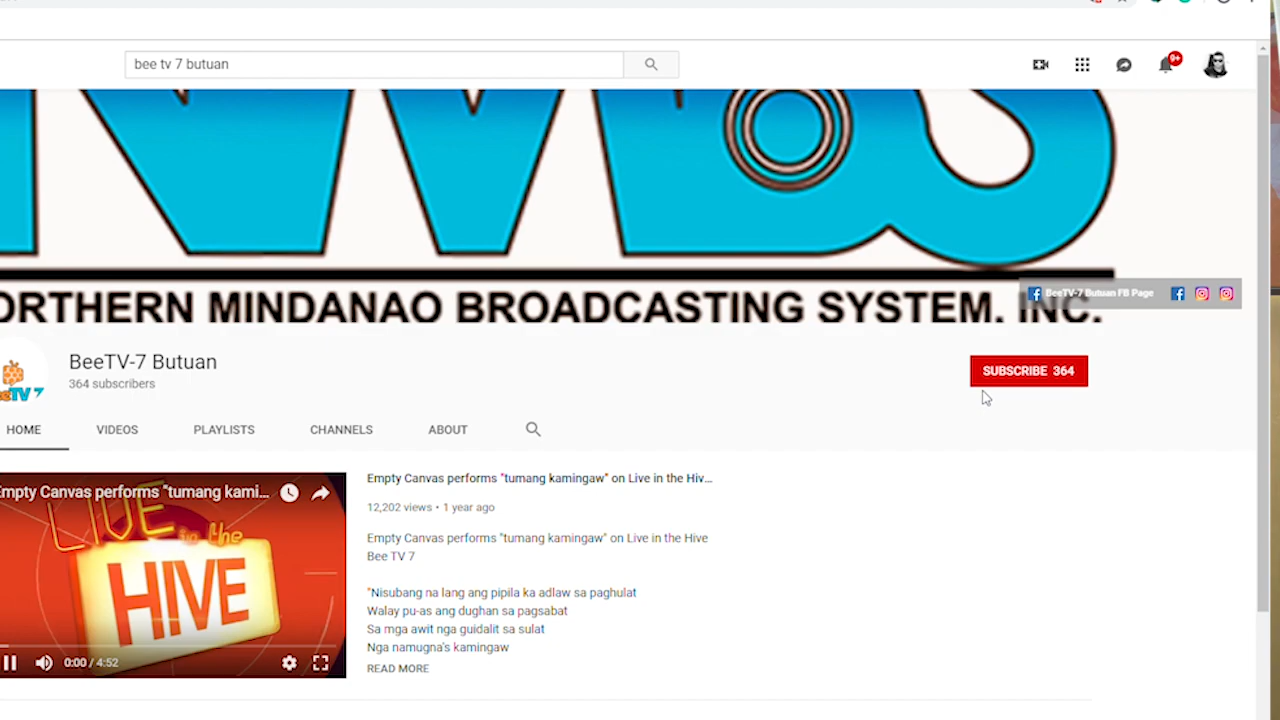 bee tv 7 butuan
9+
NMBS
ORTHERN MINDANAO BROADCASTING SYSTEM. INC.
BeeTV-7 Butuan FB Page
BeeTV-7 Butuan
364 subscribers
eeTV 7
SUBSCRIBE 364
HOME
VIDEOS
PLAYLISTS
CHANNELS
ABOUT
Empty Canvas performs "tumang kami...
LIVE in the
HIVE
0:00 / 4:52
Empty Canvas performs "tumang kamingaw" on Live in the Hiv...
12,202 views • 1 year ago
Empty Canvas performs "tumang kamingaw" on Live in the Hive
Bee TV 7
"Nisubang na lang ang pipila ka adlaw sa paghulat
Walay pu-as ang dughan sa pagsabat
Sa mga awit nga guidalit sa sulat
Nga namugna's kamingaw
READ MORE